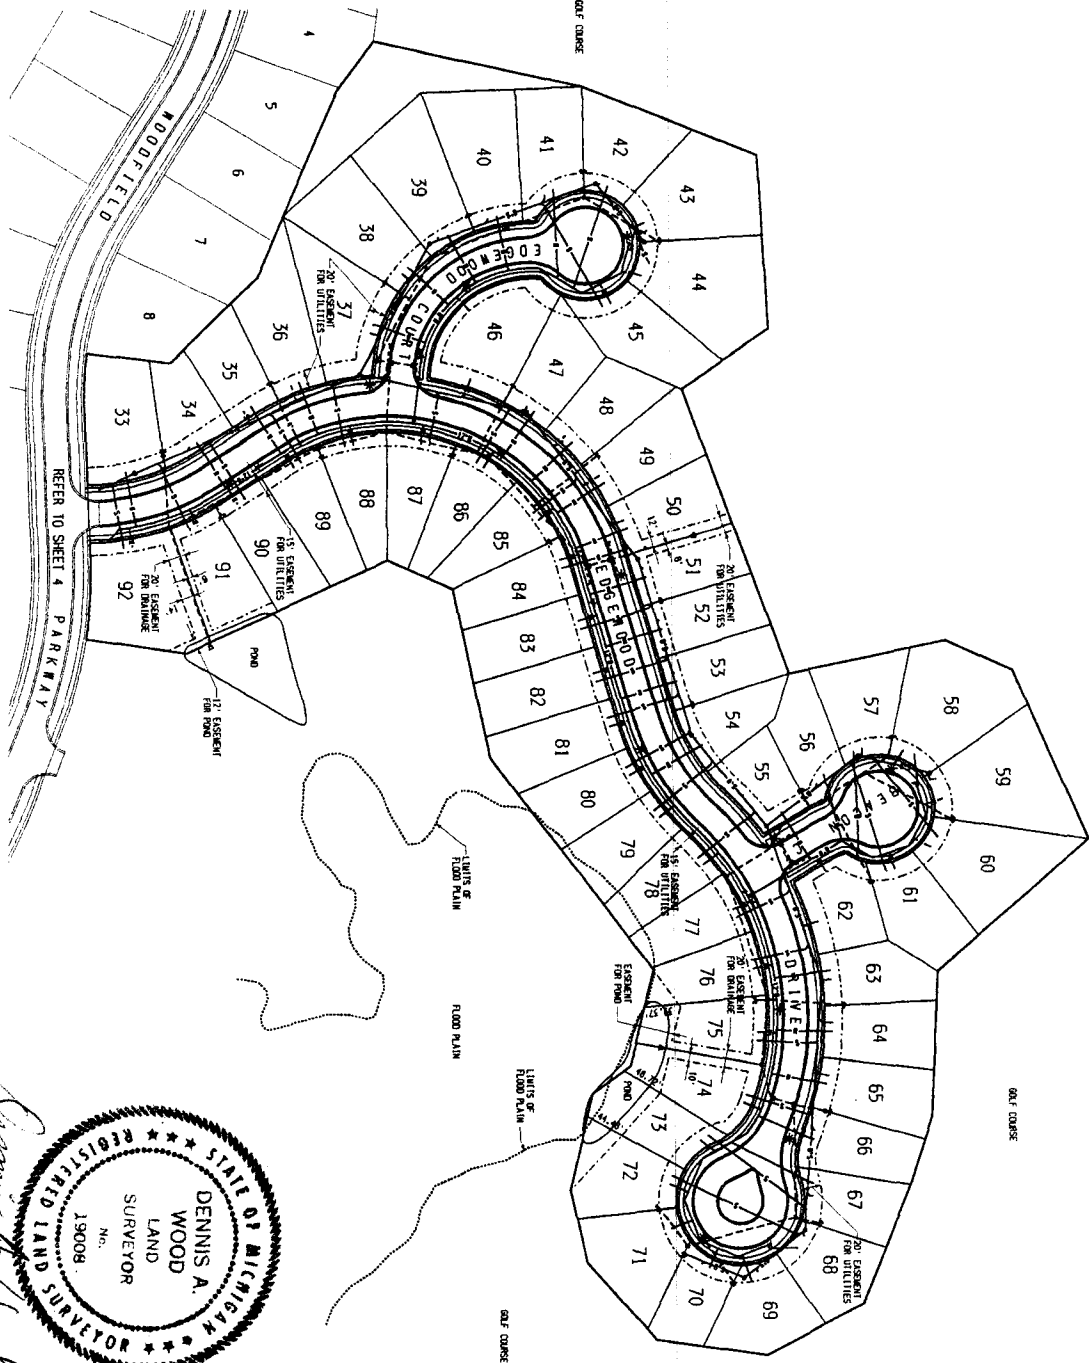 GOLF COURSE
4
5
6
7
8
WOODFIELD
PARKWAY
REFER TO SHEET 4
33
34
35
36
37
20' EASEMENT
FOR UTILITIES
38
39
40
41
42
43
44
45
46
47
48
49
50
51
52
53
54
55
56
57
58
59
60
61
62
63
64
65
66
67
68
69
70
71
72
73
74
75
76
77
78
79
80
81
82
83
84
85
86
87
88
89
90
91
92
EDGEWOOD
COURT
EDGEWOOD
DRIVE
CT.
12'
8'
20' EASEMENT
FOR UTILITIES
15' EASEMENT
FOR UTILITIES
20' EASEMENT
FOR DRAINAGE
POND
12' EASEMENT
FOR POND
LIMITS OF
FLOOD PLAIN
FLOOD PLAIN
LIMITS OF
FLOOD PLAIN
15' EASEMENT
FOR UTILITIES
20' EASEMENT
FOR DRAINAGE
EASEMENT
FOR POND
10'
POND
20' EASEMENT
FOR UTILITIES
GOLF COURSE
GOLF COURSE
STATE OF MICHIGAN
REGISTERED LAND SURVEYOR
DENNIS A.
WOOD
LAND
SURVEYOR
No.
19008